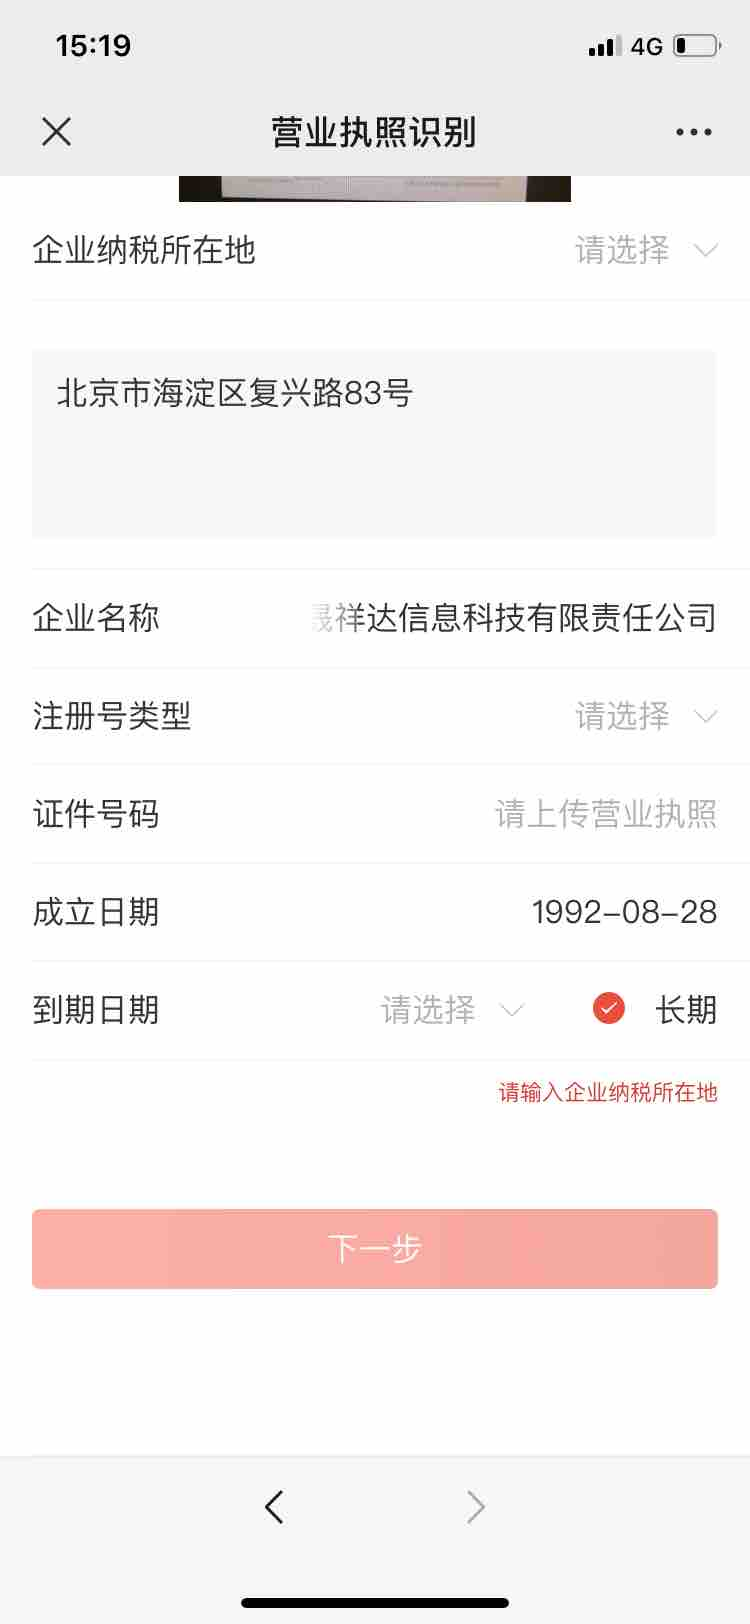 15:19
4G
营业执照识别
企业纳税所在地 请选择
北京市海淀区复兴路83号
企业名称 晟祥达信息科技有限责任公司
注册号类型 请选择
证件号码 请上传营业执照
成立日期 1992-08-28
到期日期 请选择 长期
请输入企业纳税所在地
下一步